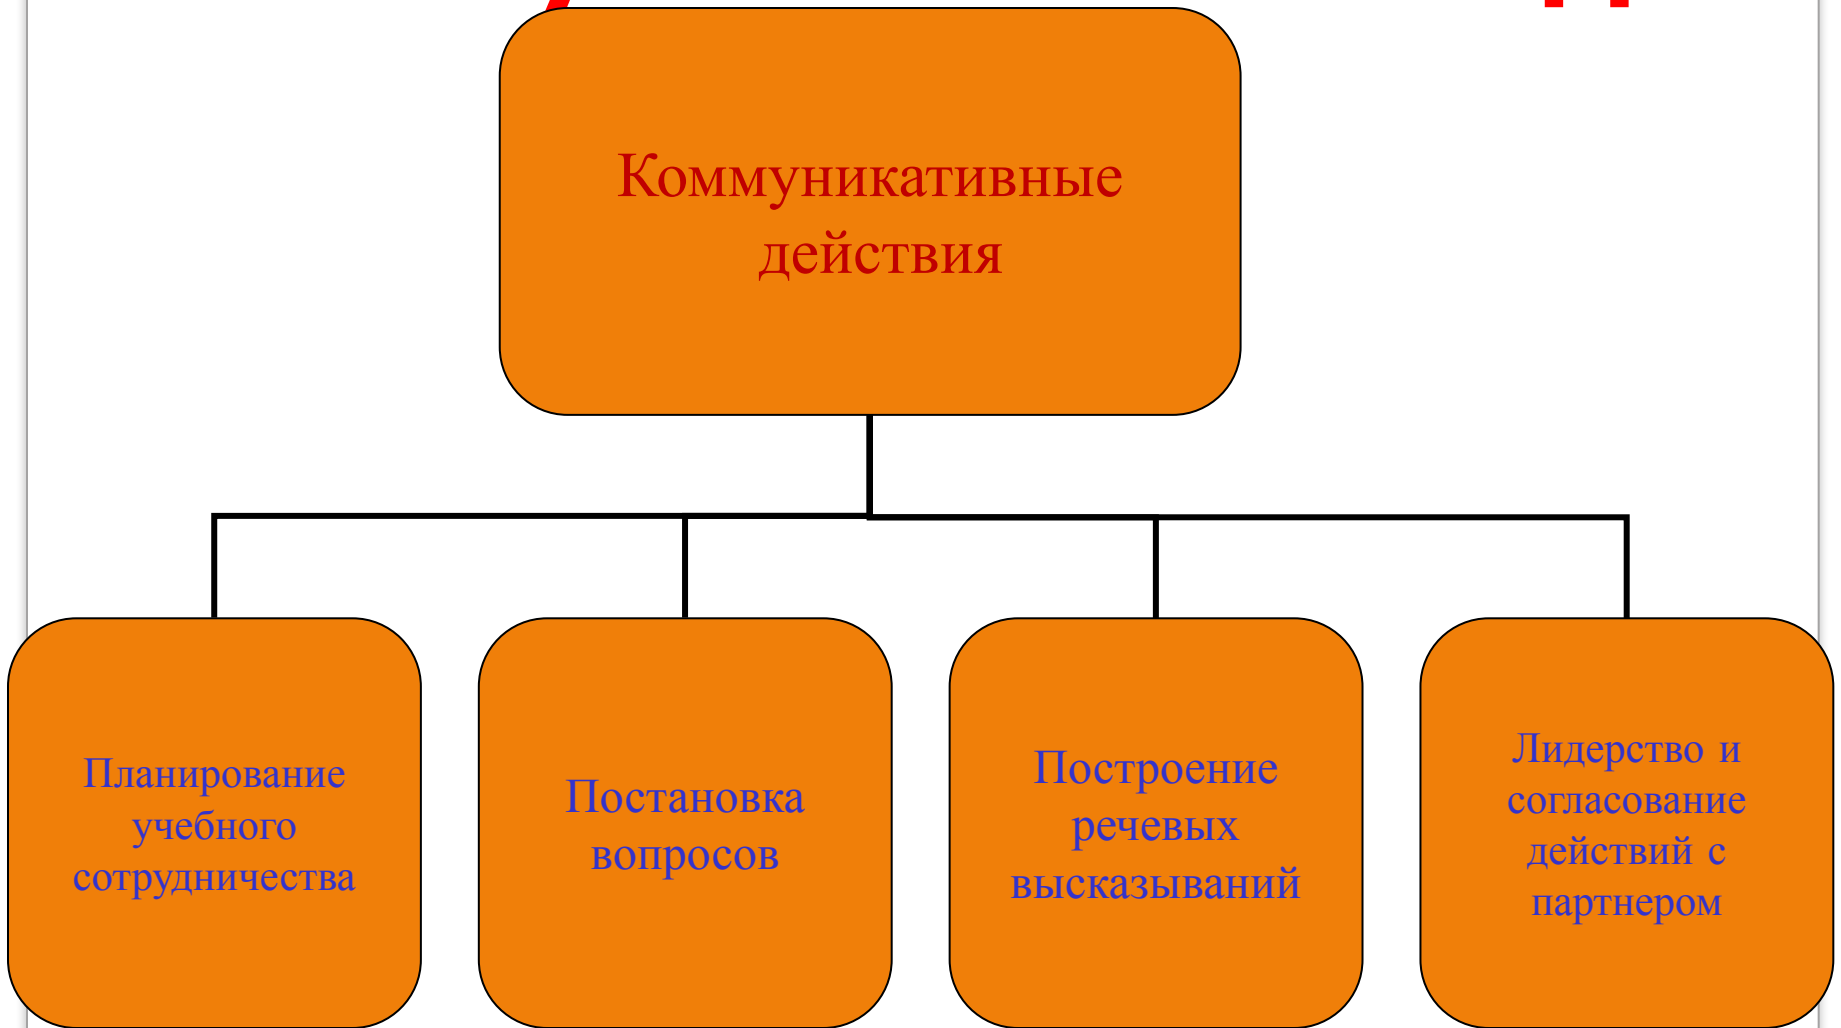 Коммуникативные
действия
Планирование
учебного
сотрудничества
Постановка
вопросов
Построение
речевых
высказываний
Лидерство и
согласование
действий с
партнером